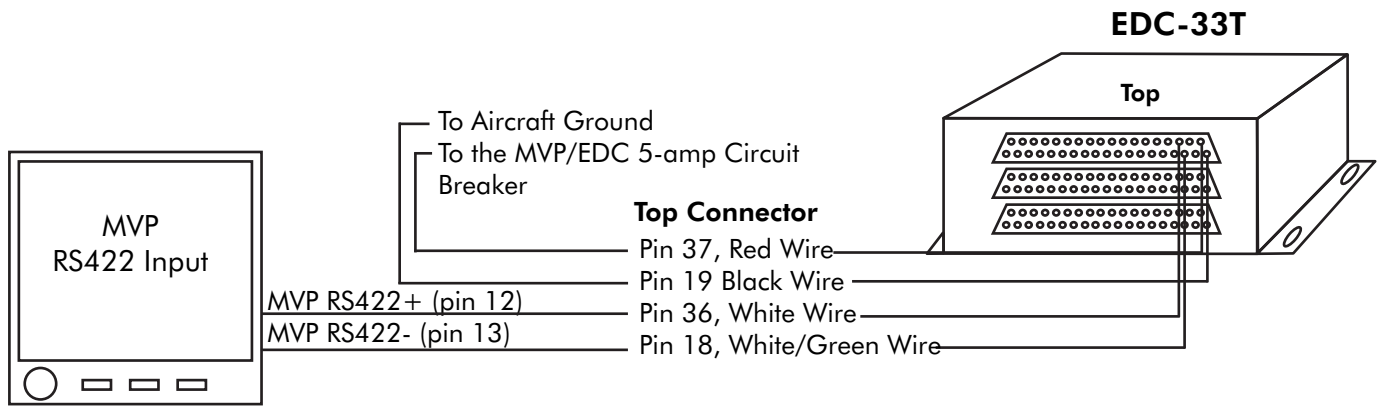 EDC-33T
Top
To Aircraft Ground
To the MVP/EDC 5-amp Circuit
Breaker
Top Connector
MVP
RS422 Input
Pin 37, Red Wire
Pin 19 Black Wire
MVP RS422+ (pin 12)
Pin 36, White Wire
MVP RS422- (pin 13)
Pin 18, White/Green Wire